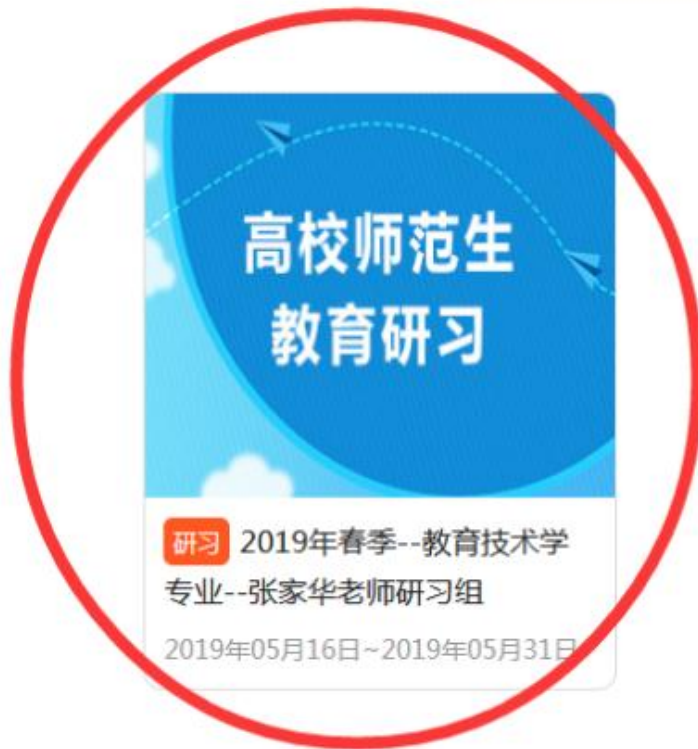 高校师范生
教育研习
研习 2019年春季--教育技术学
专业--张家华老师研习组
2019年05月16日~2019年05月31日